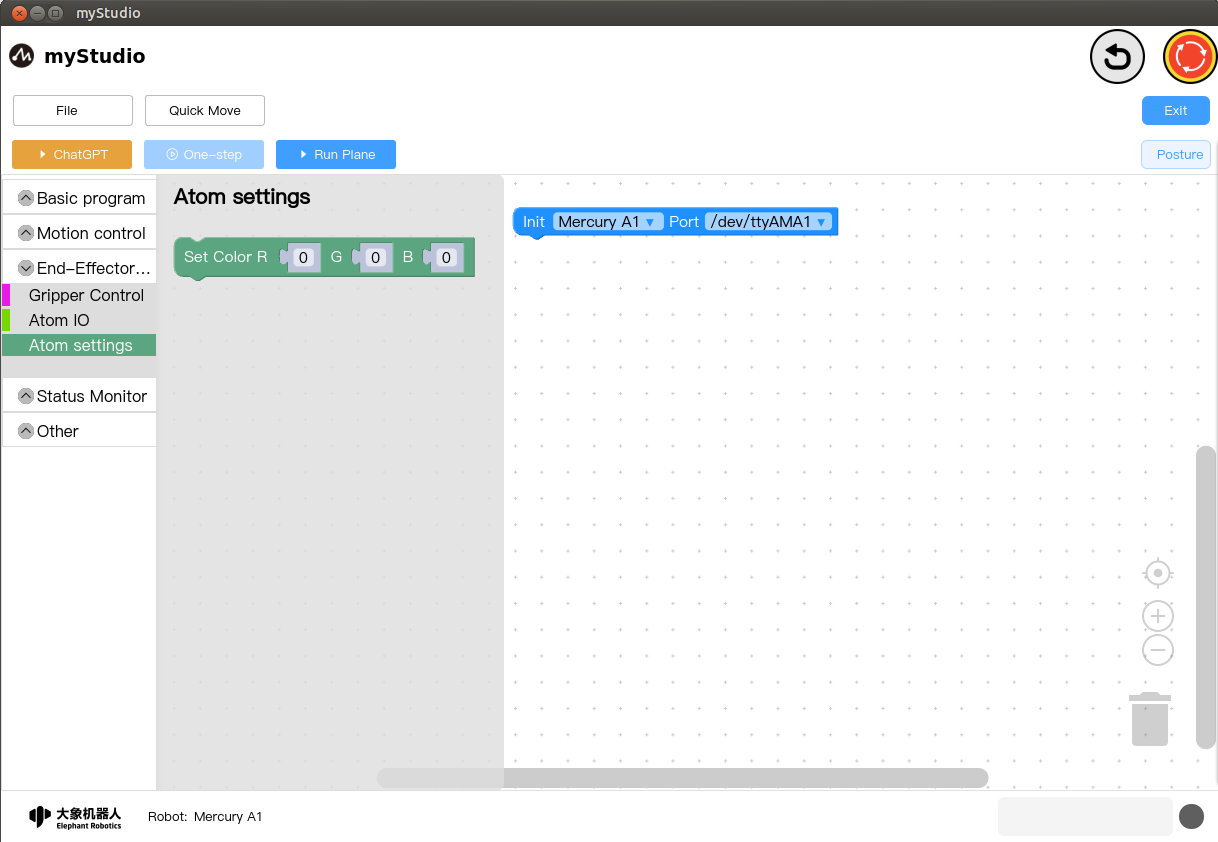 myStudio
myStudio
File
Quick Move
Exit
ChatGPT
One-step
Run Plane
Posture
Basic program
Motion control
End-Effector...
Gripper Control
Atom IO
Atom settings
Status Monitor
Other
Atom settings
Set Color R 0 G 0 B 0
Init Mercury A1 ▾ Port /dev/ttyAMA1 ▾
大象机器人
Elephant Robotics
Robot: Mercury A1